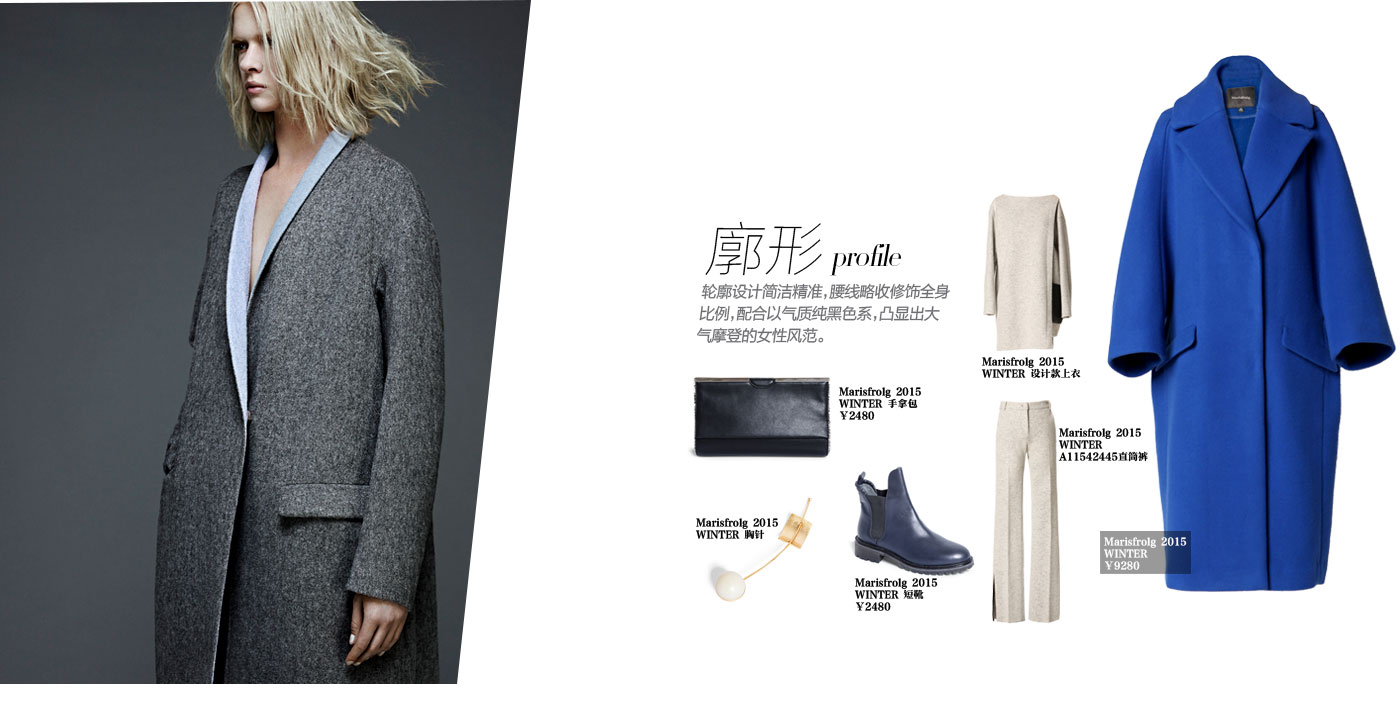 廓形 profile
轮廓设计简洁精准,腰线略收修饰全身
比例,配合以气质纯黑色系,凸显出大
气摩登的女性风范。
Marisfrolg 2015
WINTER 设计款上衣
Marisfrolg 2015
WINTER 手拿包
￥2480
Marisfrolg 2015
WINTER
A11542445直筒裤
Marisfrolg 2015
WINTER 胸针
Marisfrolg 2015
WINTER 短靴
￥2480
Marisfrolg 2015
WINTER
￥9280